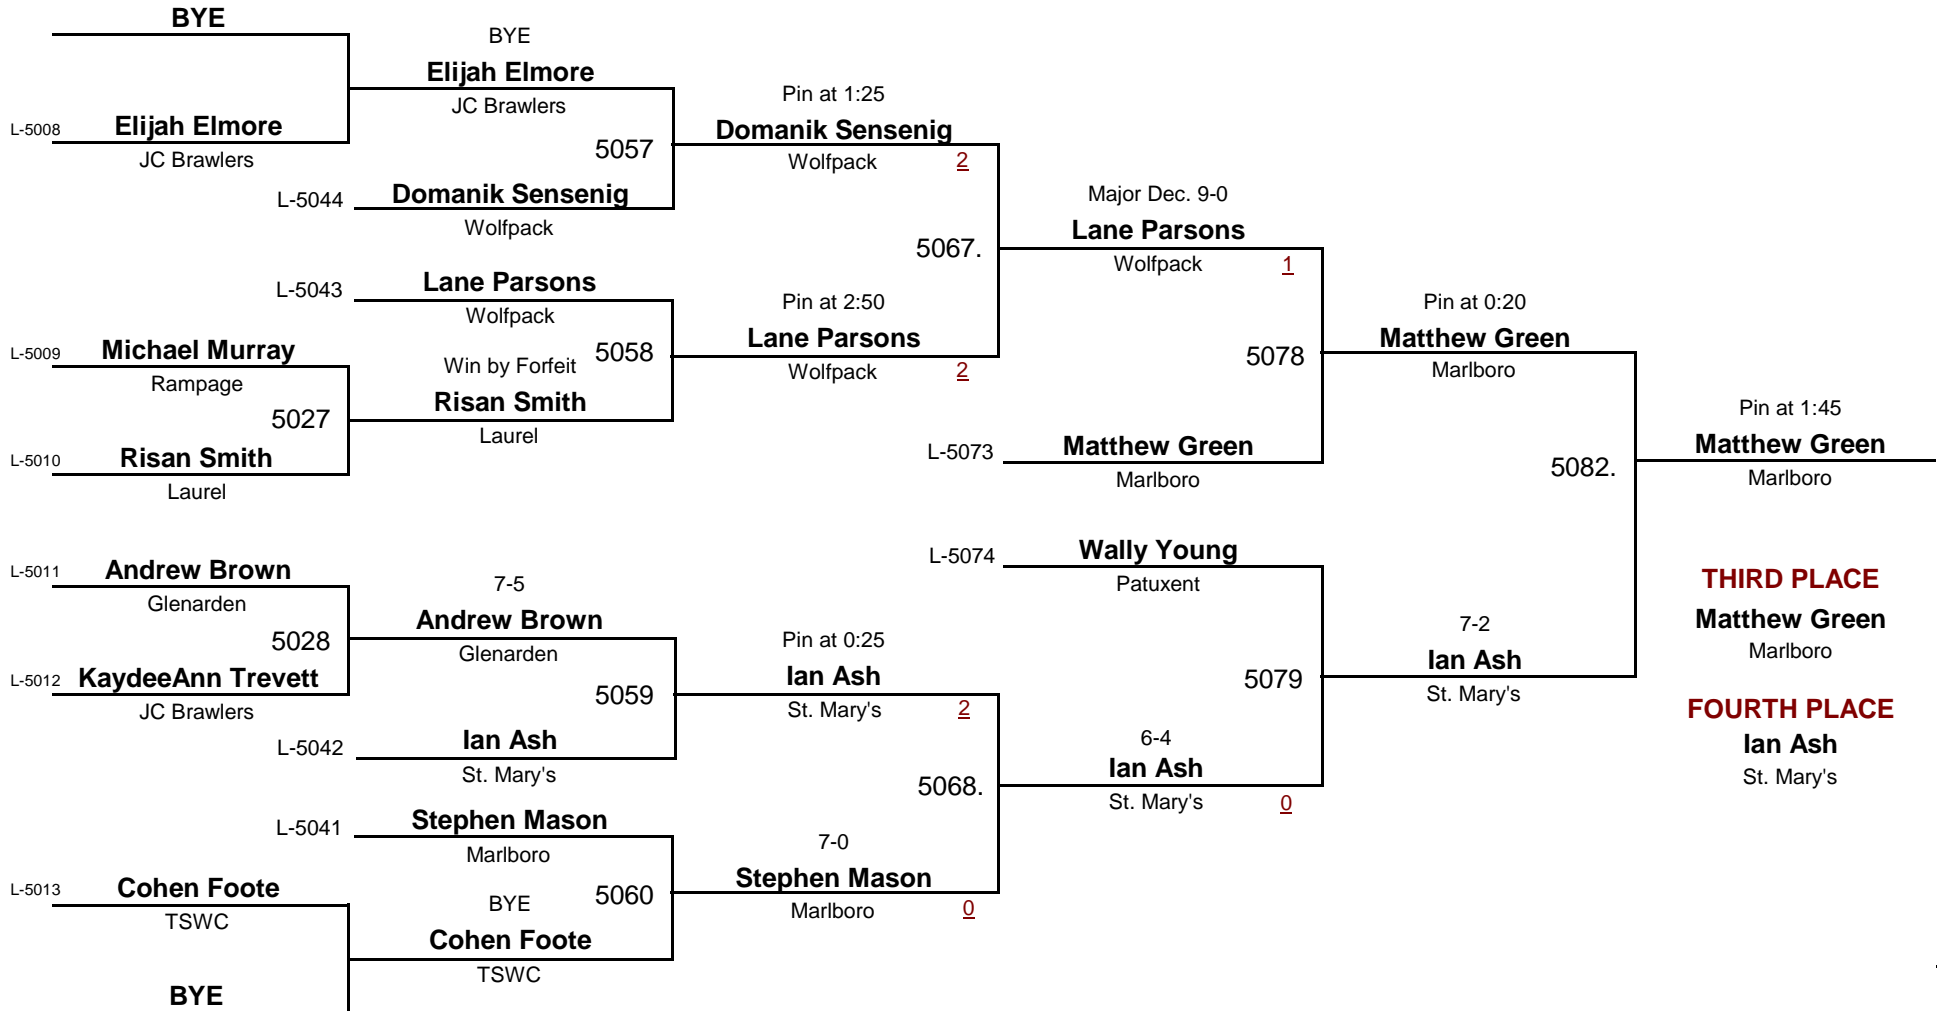 BYE
BYE
Elijah Elmore
JC Brawlers
L-5008
Elijah Elmore
JC Brawlers
5057
L-5044
Domanik Sensenig
Wolfpack
Pin at 1:25
Domanik Sensenig
Wolfpack
2
L-5043
Lane Parsons
Wolfpack
5067.
Major Dec. 9-0
Lane Parsons
Wolfpack
1
L-5009
Michael Murray
Rampage
Win by Forfeit
5058
Pin at 2:50
Lane Parsons
Wolfpack
2
5027
Risan Smith
Laurel
L-5010
Risan Smith
Laurel
5078
Pin at 0:20
Matthew Green
Marlboro
L-5073
Matthew Green
Marlboro
5082.
Pin at 1:45
Matthew Green
Marlboro
L-5011
Andrew Brown
Glenarden
7-5
Andrew Brown
Glenarden
5028
L-5012
KaydeeAnn Trevett
JC Brawlers
5059
Pin at 0:25
Ian Ash
St. Mary's
2
L-5042
Ian Ash
St. Mary's
L-5074
Wally Young
Patuxent
5079
7-2
Ian Ash
St. Mary's
THIRD PLACE
Matthew Green
Marlboro
FOURTH PLACE
Ian Ash
St. Mary's
5068.
6-4
Ian Ash
St. Mary's
0
L-5041
Stephen Mason
Marlboro
7-0
Stephen Mason
Marlboro
0
L-5013
Cohen Foote
TSWC
BYE
5060
Cohen Foote
TSWC
BYE